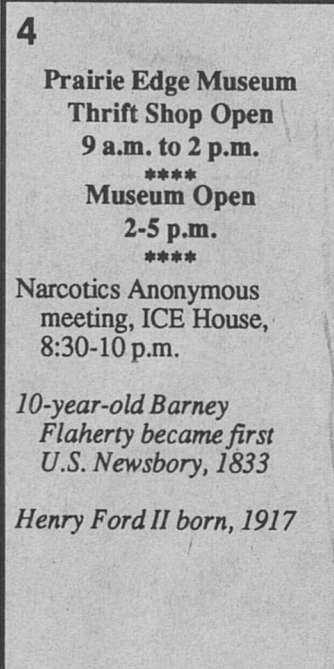 4
Prairie Edge Museum
Thrift Shop Open
9 a.m. to 2 p.m.
****
Museum Open
2-5 p.m.
****
Narcotics Anonymous
meeting, ICE House,
8:30-10 p.m.
10-year-old Barney
Flaherty became first
U.S. Newsbory, 1833
Henry Ford II born, 1917